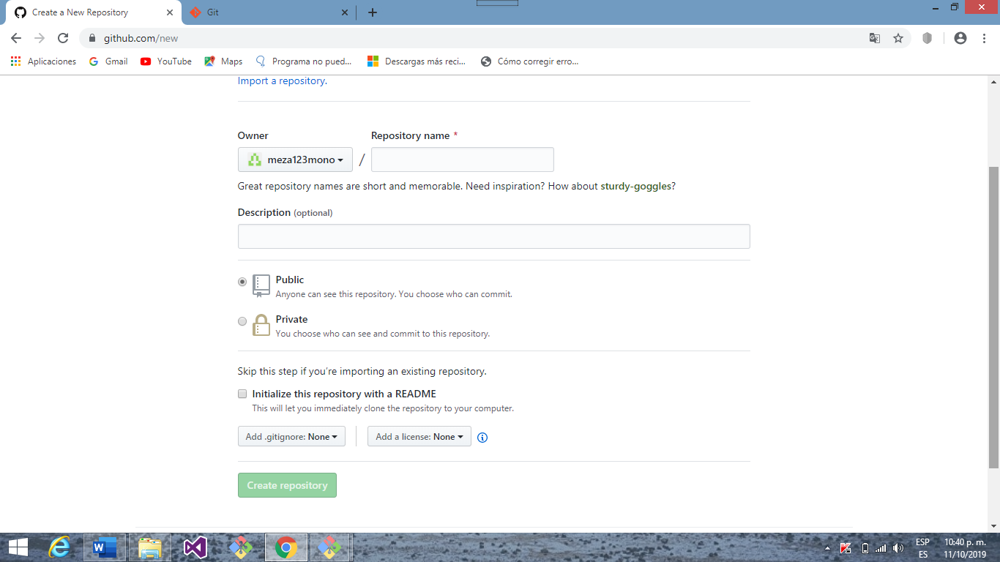 Create a New Repository
Git
github.com/new
Aplicaciones
Gmail
YouTube
Maps
Programa no pued...
Descargas más reci...
Cómo corregir erro...
Import a repository.
Owner
Repository name *
meza123mono
/
Great repository names are short and memorable. Need inspiration? How about sturdy-goggles?
Description (optional)
Public
Anyone can see this repository. You choose who can commit.
Private
You choose who can see and commit to this repository.
Skip this step if you're importing an existing repository.
Initialize this repository with a README
This will let you immediately clone the repository to your computer.
Add .gitignore: None
Add a license: None
Create repository
ESP
10:40 p. m.
ES
11/10/2019